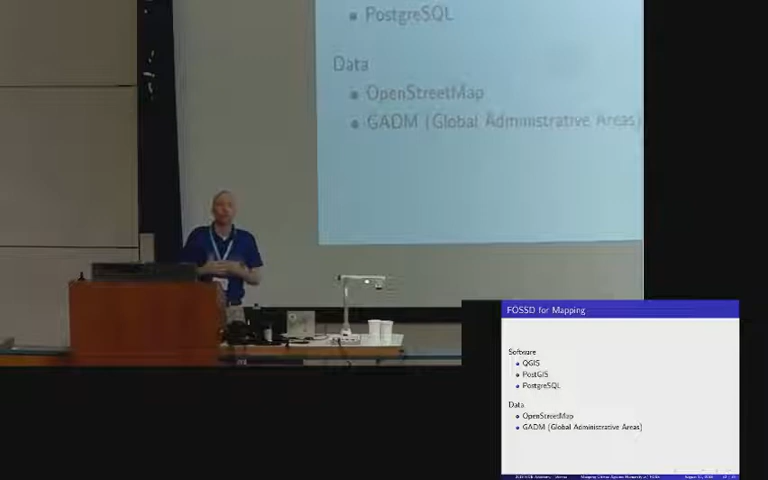 PostgreSQL
Data
OpenStreetMap
GADM (Global Administrative Areas)
FOSSD for Mapping
Software
QGIS
PostGIS
PostgreSQL
Data
OpenStreetMap
GADM (Global Administrative Areas)